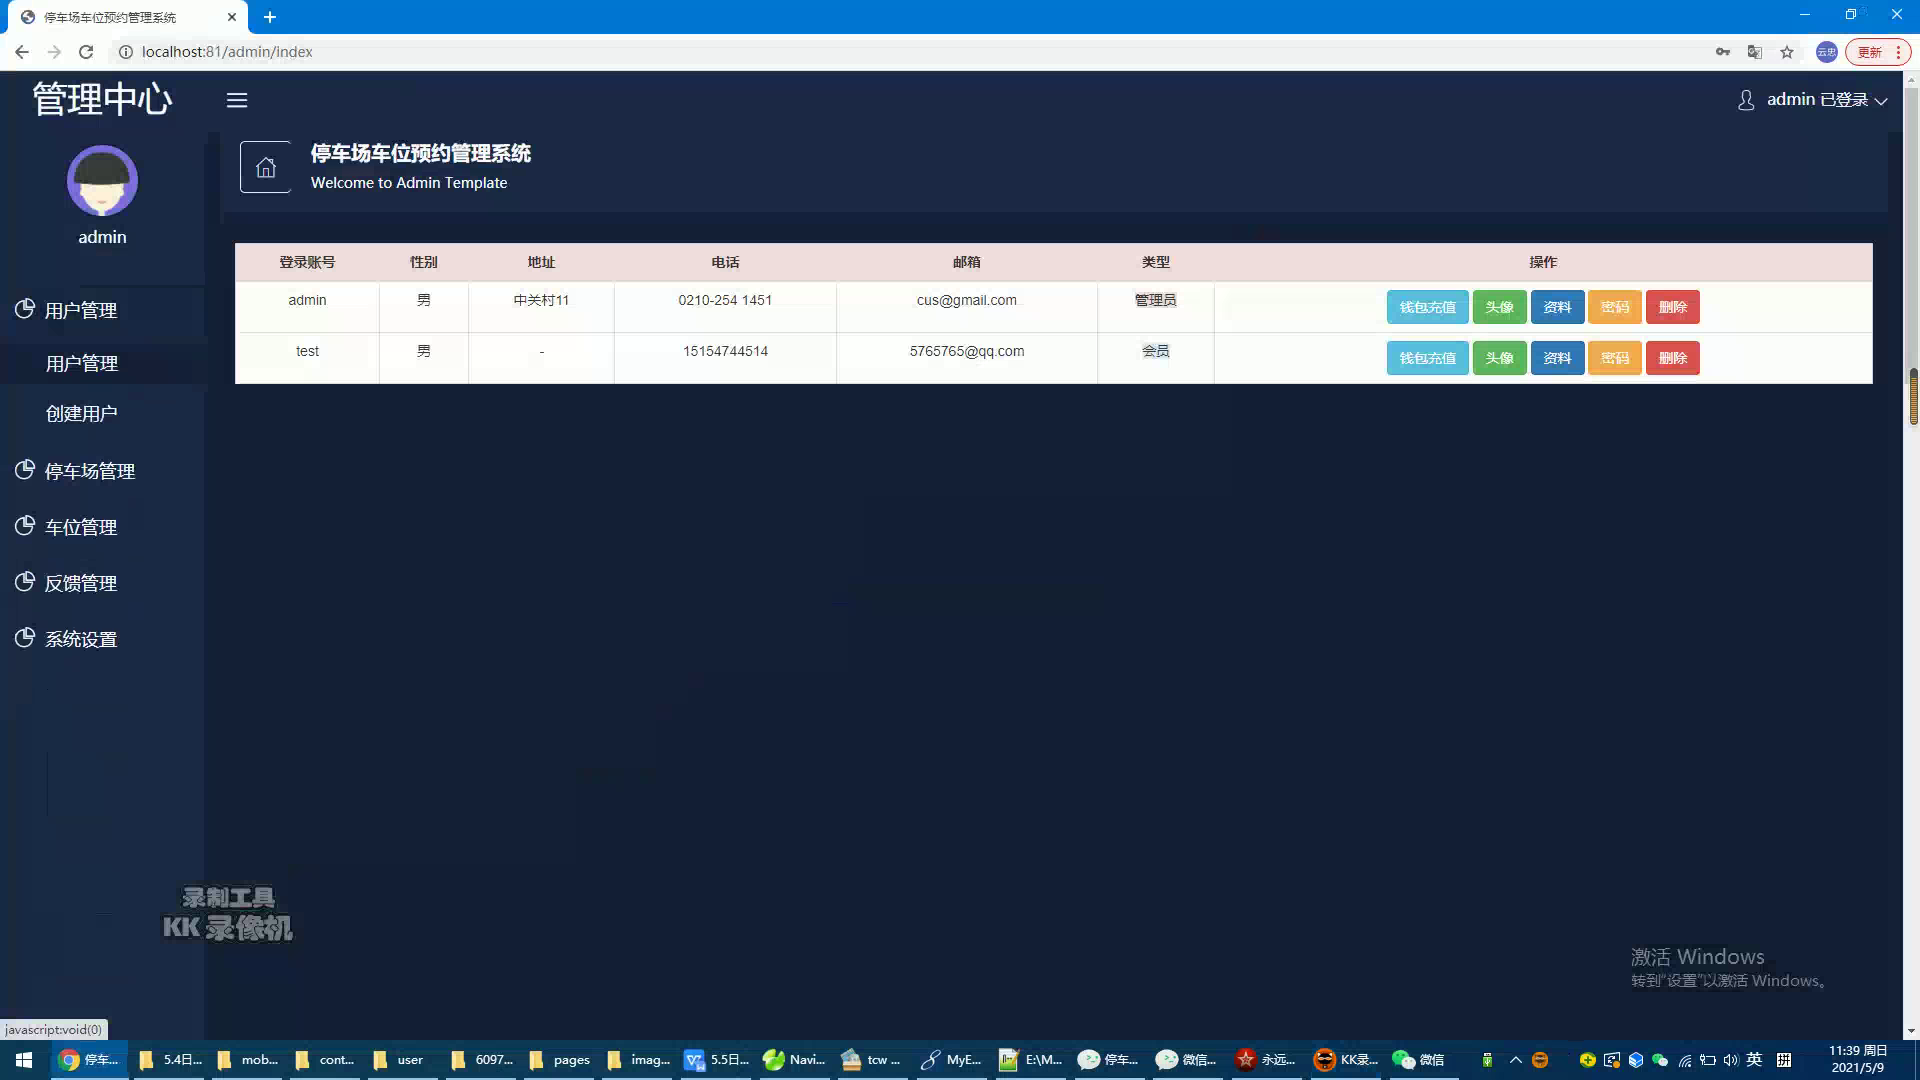 停车场车位预约管理系统
localhost:81/admin/index
云忠
更新
管理中心
admin 已登录
停车场车位预约管理系统
Welcome to Admin Template
admin
用户管理
用户管理
创建用户
停车场管理
车位管理
反馈管理
系统设置
登录账号 性别 地址 电话 邮箱 类型 操作
admin 男 中关村11 0210-254 1451 cus@gmail.com 管理员 钱包充值 头像 资料 密码 删除
test 男 - 15154744514 5765765@qq.com 会员 钱包充值 头像 资料 密码 删除
录制工具
KK 录像机
激活 Windows
转到"设置"以激活 Windows。
javascript:void(0)
停车... 5.4日... mob... cont... user 6097... pages imag... 5.5日... Navi... tcw ... MyE... E:\M... 停车... 微信... 永远... KK录... 微信 英 拼
11:39 周日
2021/5/9